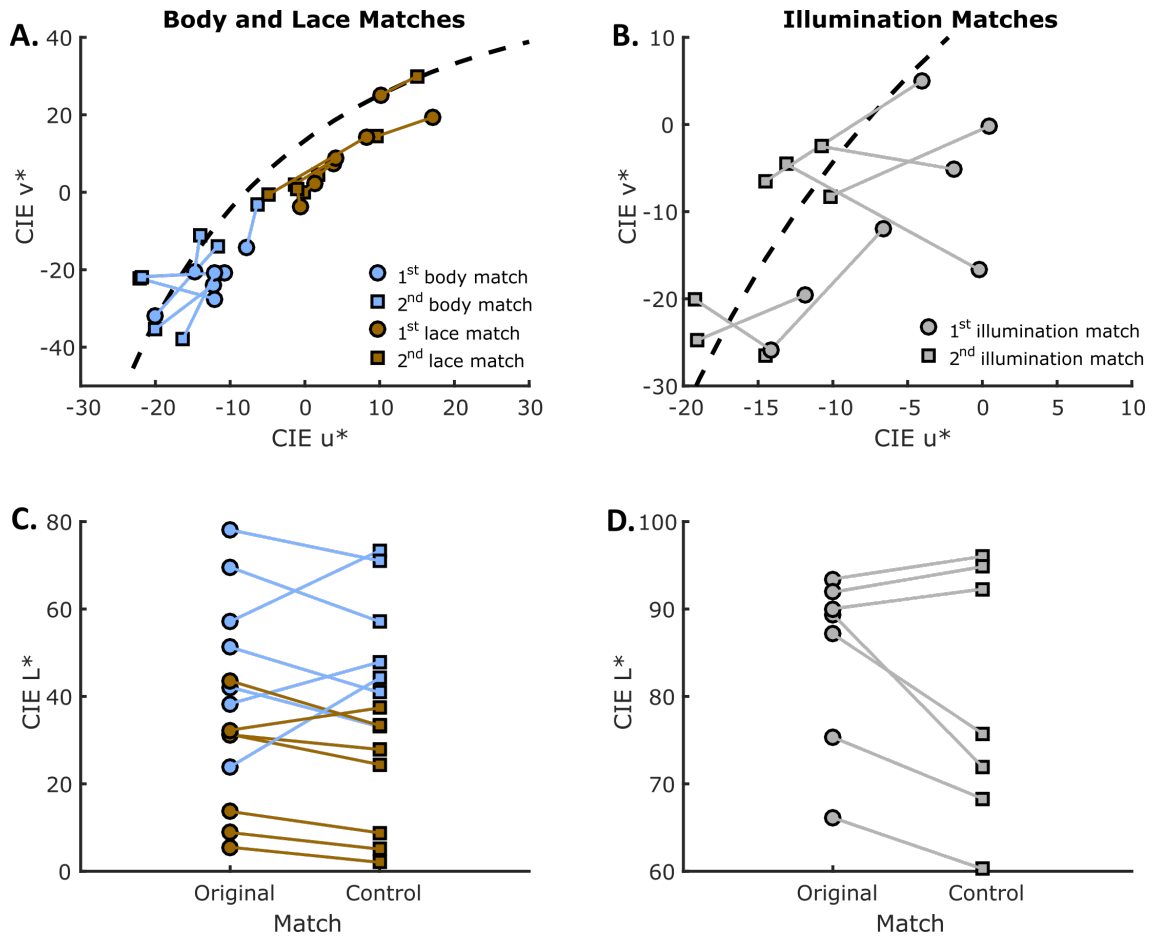 A.
Body and Lace Matches
40
20
0
-20
-40
CIE v*
-30
-20
-10
0
10
20
30
CIE u*
1st body match
2nd body match
1st lace match
2nd lace match
B.
Illumination Matches
10
0
-10
-20
-30
CIE v*
-20
-15
-10
-5
0
5
10
CIE u*
1st illumination match
2nd illumination match
C.
80
60
40
20
0
CIE L*
Original
Control
Match
D.
100
90
80
70
60
CIE L*
Original
Control
Match